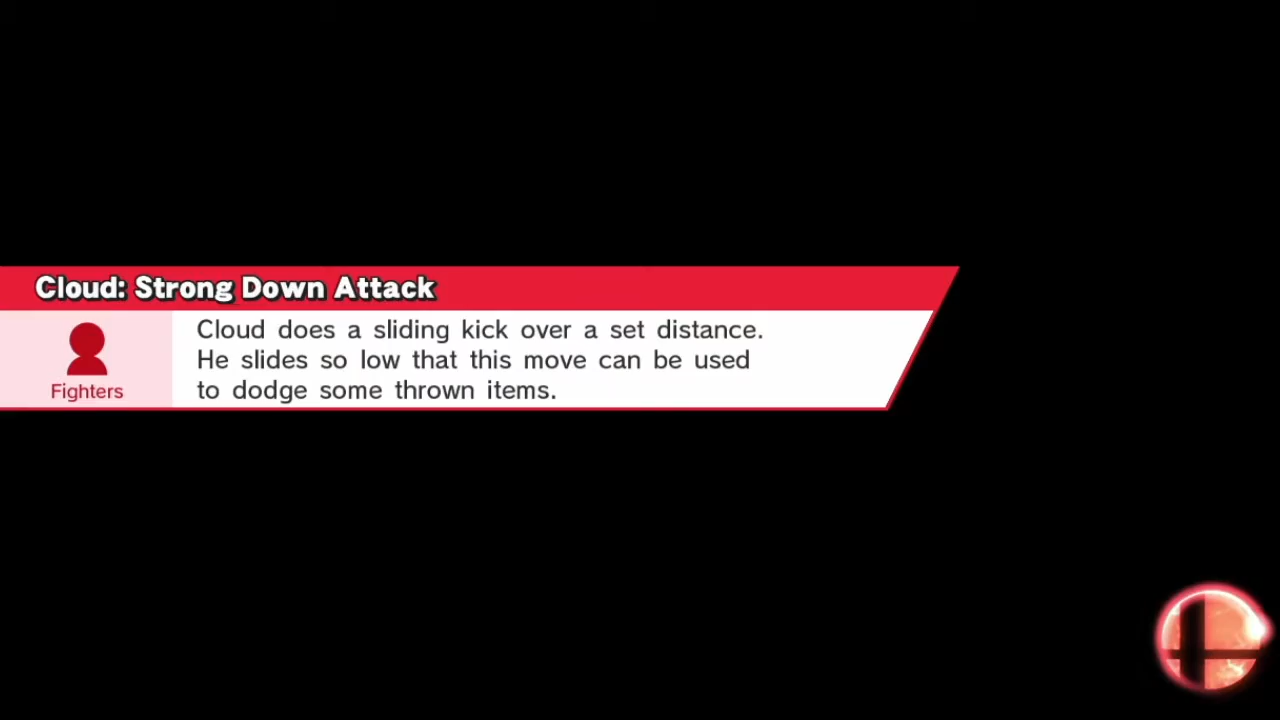 Cloud: Strong Down Attack
Fighters
Cloud does a sliding kick over a set distance.
He slides so low that this move can be used
to dodge some thrown items.